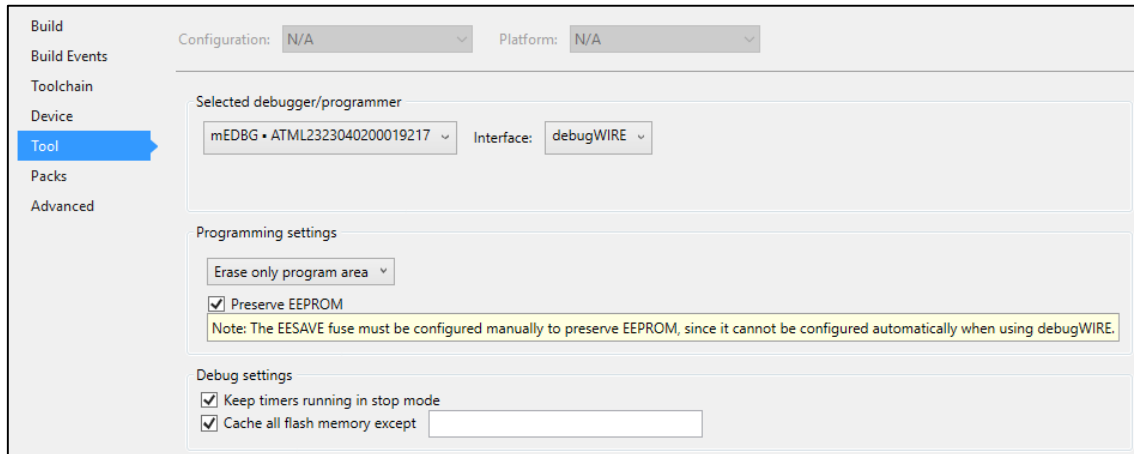 Build
Build Events
Toolchain
Device
Tool
Packs
Advanced
Configuration: N/A Platform: N/A
Selected debugger/programmer
mEDBG • ATML2323040200019217 Interface: debugWIRE
Programming settings
Erase only program area
Preserve EEPROM
Note: The EESAVE fuse must be configured manually to preserve EEPROM, since it cannot be configured automatically when using debugWIRE.
Debug settings
Keep timers running in stop mode
Cache all flash memory except